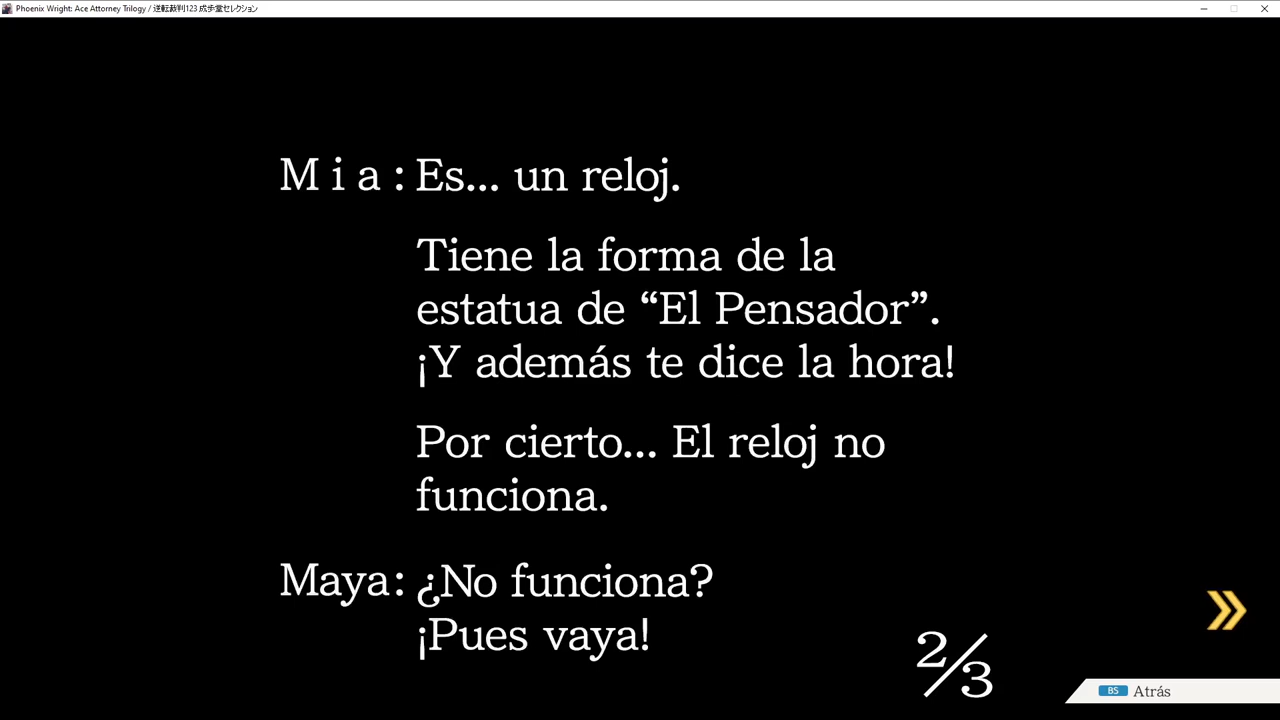 Phoenix Wright: Ace Attorney Trilogy / 逆転裁判123 成歩堂セレクション
Mia: Es... un reloj.
Tiene la forma de la
estatua de “El Pensador”.
¡Y además te dice la hora!
Por cierto... El reloj no
funciona.
Maya: ¿No funciona?
¡Pues vaya!
2/3
BS Atrás